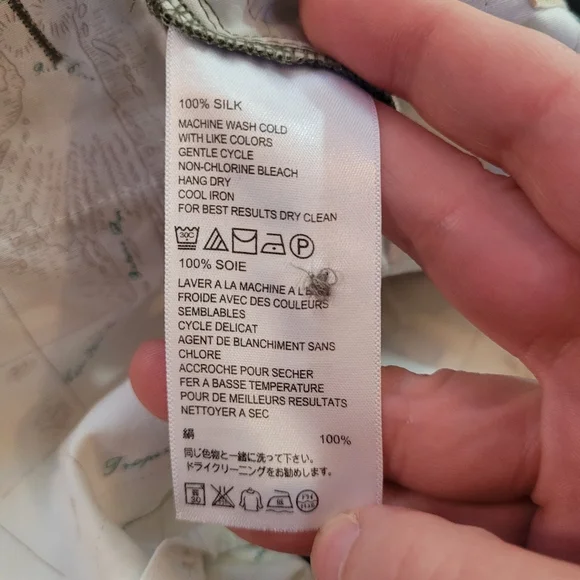 100% SILK
MACHINE WASH COLD
WITH LIKE COLORS
GENTLE CYCLE
NON-CHLORINE BLEACH
HANG DRY
COOL IRON
FOR BEST RESULTS DRY CLEAN
30C P
100% SOIE
LAVER A LA MACHINE A
FROIDE AVEC DES COULEURS
SEMBLABLES
CYCLE DELICAT
AGENT DE BLANCHIMENT SANS
CHLORE
ACCROCHE POUR SECHER
FER A BASSE TEMPERATURE
POUR DE MEILLEURS RESULTATS
NETTOYER A SEC
絹 100%
同じ色物と一緒に洗って下さい。
ドライクリーニングをお勧めします。
30 低